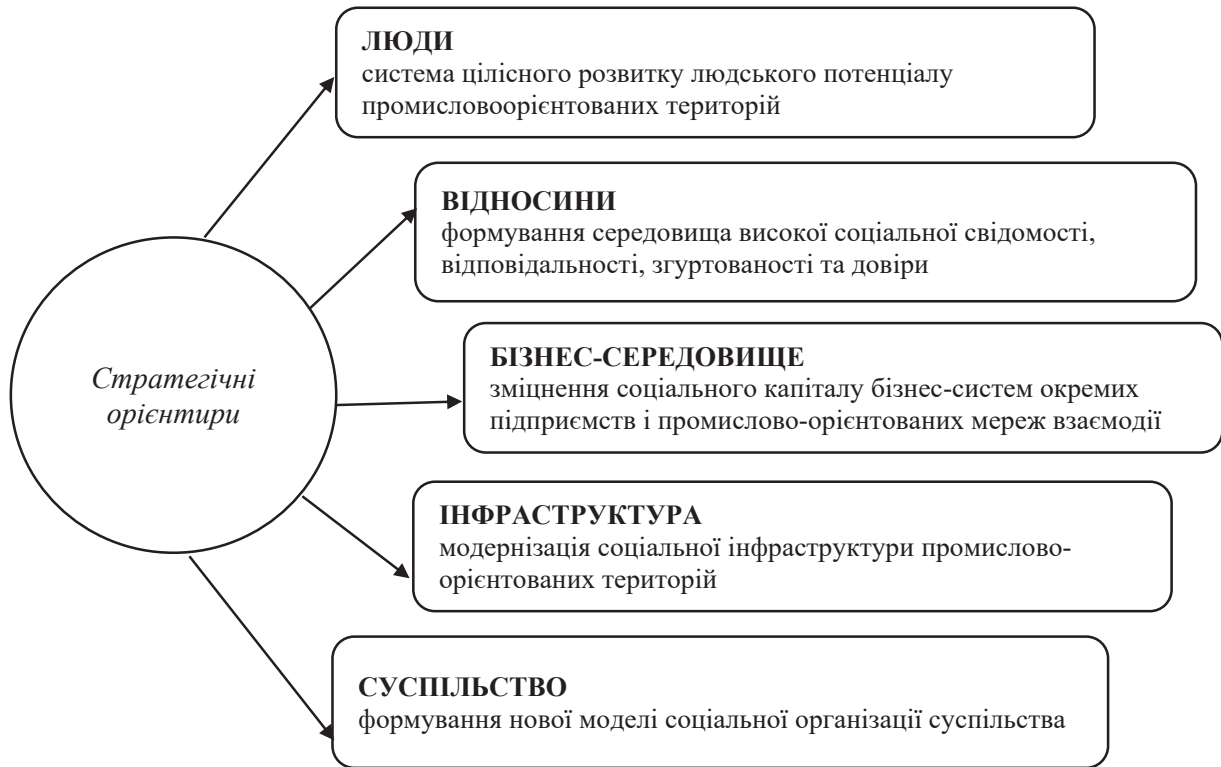 ЛЮДИ
система цілісного розвитку людського потенціалу
промисловоорієнтованих територій
ВІДНОСИНИ
формування середовища високої соціальної свідомості,
відповідальності, згуртованості та довіри
Стратегічні
орієнтири
БІЗНЕС-СЕРЕДОВИЩЕ
зміцнення соціального капіталу бізнес-систем окремих
підприємств і промислово-орієнтованих мереж взаємодії
ІНФРАСТРУКТУРА
модернізація соціальної інфраструктури промислово-
орієнтованих територій
СУСПІЛЬСТВО
формування нової моделі соціальної організації суспільства